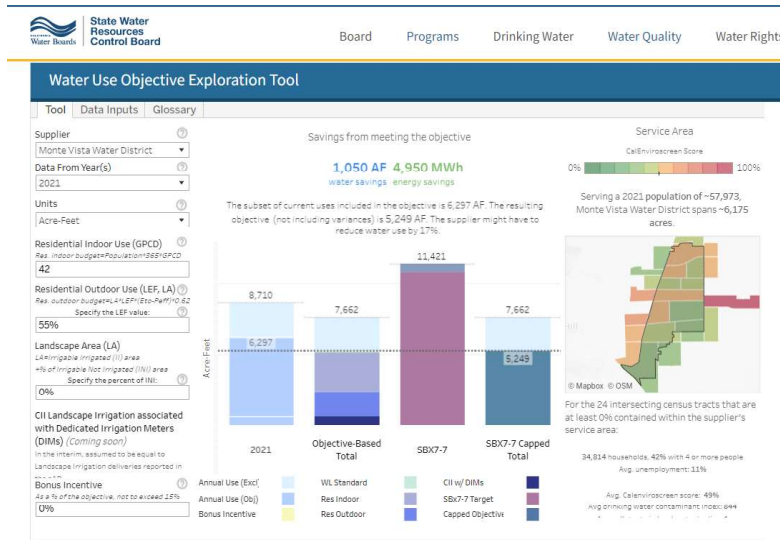 State Water
Resources
Control Board
Water Boards
Board
Programs
Drinking Water
Water Quality
Water Rights
Water Use Objective Exploration Tool
Tool
Data Inputs
Glossary
Supplier
Monte Vista Water District
Data From Year(s)
2021
Units
Acre-Feet
Residential Indoor Use (GPCD)
Res. indoor budget=Population*365*GPCD
42
Residential Outdoor Use (LEF, LA)
Res. outdoor budget=LA*LEF*(Eto-Peff)*0.62
Specify the LEF value:
55%
Landscape Area (LA)
LA=Irrigable Irrigated (II) area
+% of Irrigable Not Irrigated (INI) area
Specify the percent of INI:
0%
CII Landscape Irrigation associated
with Dedicated Irrigation Meters
(DIMs) (Coming soon)
In the interim, assumed to be equal to
Landscape Irrigation deliveries reported in
Bonus Incentive
As a % of the objective, not to exceed 15%
0%
Savings from meeting the objective
1,050 AF 4,950 MWh
water savings energy savings
The subset of current uses included in the objective is 6,297 AF. The resulting
objective (not including variances) is 5,249 AF. The supplier might have to
reduce water use by 17%.
Acre-Feet
8,710
6,297
7,662
11,421
7,662
5,249
2021
Objective-Based
Total
SBX7-7
SBX7-7 Capped
Total
Annual Use (Excl
Annual Use (Obj)
Bonus Incentive
WL Standard
Res Indoor
Res Outdoor
CII w/ DIMs
SBx7-7 Target
Capped Objective
Service Area
CalEnviroscreen Score
0%
100%
Serving a 2021 population of ~57,973,
Monte Vista Water District spans ~6,175
acres.
© Mapbox © OSM
For the 24 intersecting census tracts that are
at least 0% contained within the supplier's
service area:
34,814 households, 42% with 4 or more people
Avg. unemployment: 11%
Avg. Calenviroscreen score: 49%
Avg drinking water contaminant index: 844